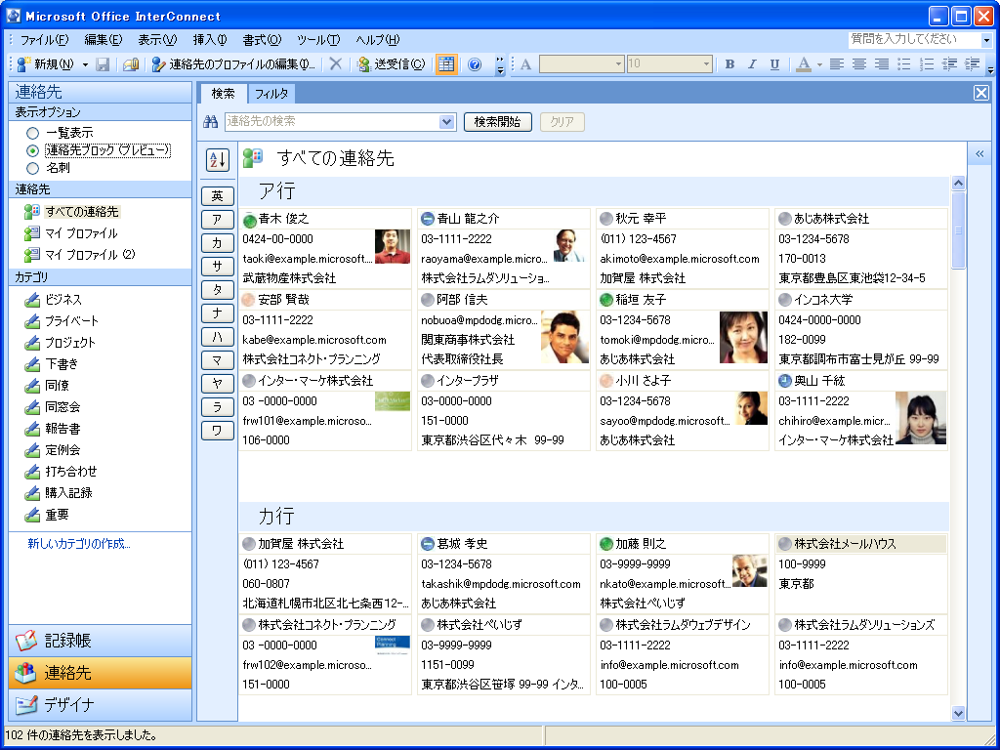 Microsoft Office InterConnect
ファイル(F) 編集(E) 表示(V) 挿入(I) 書式(O) ツール(T) ヘルプ(H) 質問を入力してください
新規(N) 連絡先のプロファイルの編集(I)... 送受信(C) A 10 B I U A
連絡先
表示オプション
一覧表示
連絡先ブロック (プレビュー)
名刺
連絡先
すべての連絡先
マイ プロファイル
マイ プロファイル (2)
カテゴリ
ビジネス
プライベート
プロジェクト
下書き
同僚
同窓会
報告書
定例会
打ち合わせ
購入記録
重要
新しいカテゴリの作成...
記録帳
連絡先
デザイナ
検索 フィルタ
連絡先の検索 検索開始 クリア
AZ
英
ア
カ
サ
タ
ナ
ハ
マ
ヤ
ラ
ワ
すべての連絡先
ア行
青木 俊之
0424-00-0000
taoki@example.microsoft...
武蔵物産株式会社
青山 龍之介
03-1111-2222
raoyama@example.micro...
株式会社ラムダソリューショ...
秋元 幸平
(011) 123-4567
akimoto@example.microsoft.com
加賀屋 株式会社
あじあ株式会社
03-1234-5678
170-0013
東京都豊島区東池袋12-34-5
安部 賢哉
03-1111-2222
kabe@example.microsoft.com
株式会社コネクト・プランニング
阿部 信夫
nobuoa@mpdodg.micro...
関東商事株式会社
代表取締役社長
稲垣 友子
03-1234-5678
tomoki@mpdodg.micro...
あじあ株式会社
インコネ大学
0424-0000-0000
182-0099
東京都調布市富士見が丘 99-99
インター・マーケ株式会社
03 -0000-0000
frw101@example.microso...
106-0000
インタープラザ
03-0000-0000
151-0000
東京都渋谷区代々木 99-99
小川 さよ子
03-1234-5678
sayoo@mpdodg.microsoft...
あじあ株式会社
奥山 千紘
03-1111-2222
chihiro@example.micr...
インター・マーケ株式会社
カ行
加賀屋 株式会社
(011) 123-4567
060-0807
北海道札幌市北区北七条西12-...
葛城 孝史
03-1234-5678
takashik@mpdodg.microsoft.com
あじあ株式会社
加藤 則之
03-9999-9999
nkato@example.microsoft...
株式会社ぺいじず
株式会社メールハウス
100-9999
東京都
株式会社コネクト・プランニング
03 -0000-0000
frw102@example.microso...
151-0000
Connect
Planning
株式会社ぺいじず
03-9999-9999
1151-0099
東京都渋谷区笹塚 99-99 インタ...
株式会社ラムダウェブデザイン
03-1111-2222
info@example.microsoft.com
100-0005
株式会社ラムダソリューションズ
03-1111-2222
info@example.microsoft.com
100-0005
102 件の連絡先を表示しました。